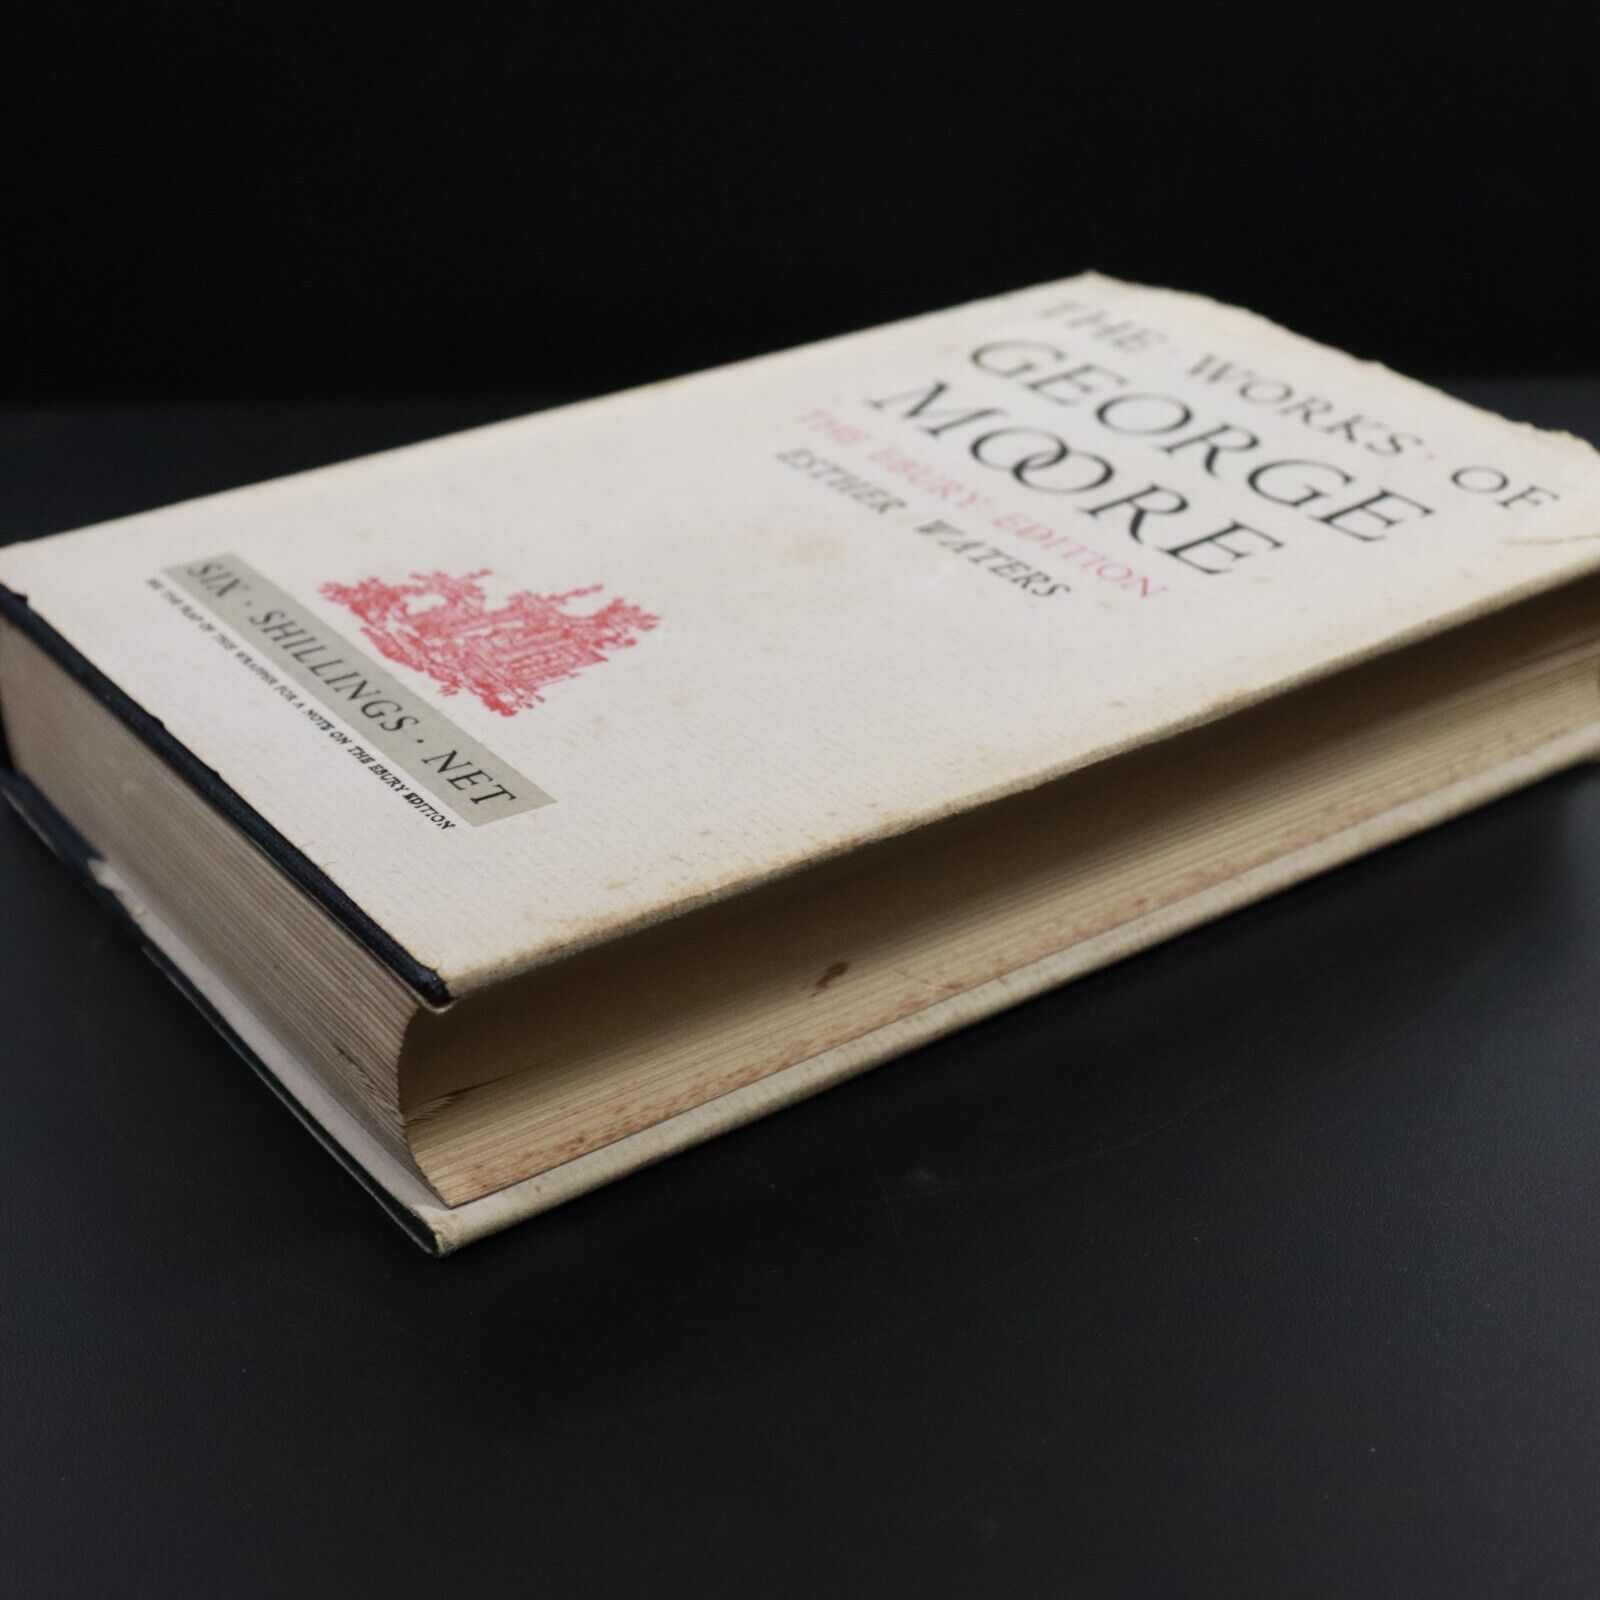 THE · WORKS · OF
GEORGE
MOORE
THE EBURY EDITION
ESTHER WATERS
SIX · SHILLINGS · NET
SEE THE FLAP OF THIS WRAPPER FOR A NOTE ON THE EBURY EDITION